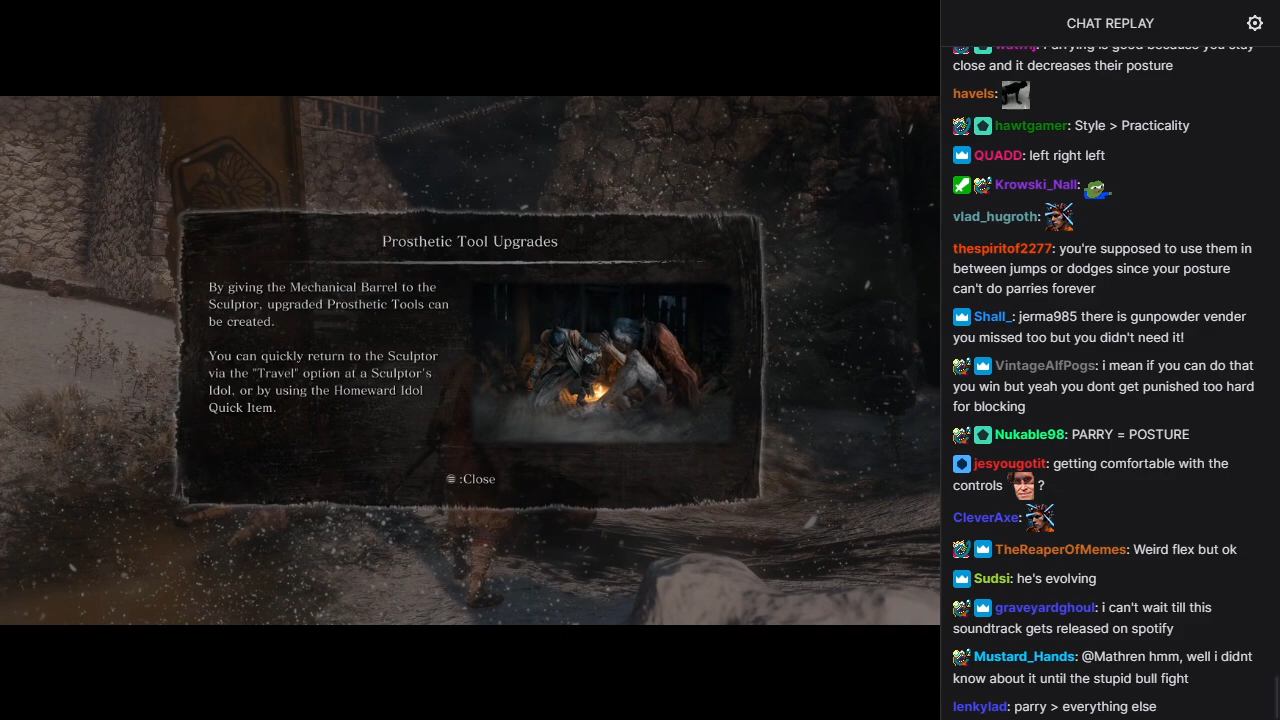 CHAT REPLAY
close and it decreases their posture
havels:
hawtgamer: Style > Practicality
QUADD: left right left
Krowski_Nall:
vlad_hugroth:
thespiritof2277: you're supposed to use them in
between jumps or dodges since your posture
can't do parries forever
Shall_: jerma985 there is gunpowder vender
you missed too but you didn't need it!
VintageAlfPogs: i mean if you can do that
you win but yeah you dont get punished too hard
for blocking
Nukable98: PARRY = POSTURE
jesyougotit: getting comfortable with the
controls ?
CleverAxe:
TheReaperOfMemes: Weird flex but ok
Sudsi: he's evolving
graveyardghoul: i can't wait till this
soundtrack gets released on spotify
Mustard_Hands: @Mathren hmm, well i didnt
know about it until the stupid bull fight
lenkylad: parry > everything else
Prosthetic Tool Upgrades
By giving the Mechanical Barrel to the
Sculptor, upgraded Prosthetic Tools can
be created.
You can quickly return to the Sculptor
via the "Travel" option at a Sculptor's
Idol, or by using the Homeward Idol
Quick Item.
:Close